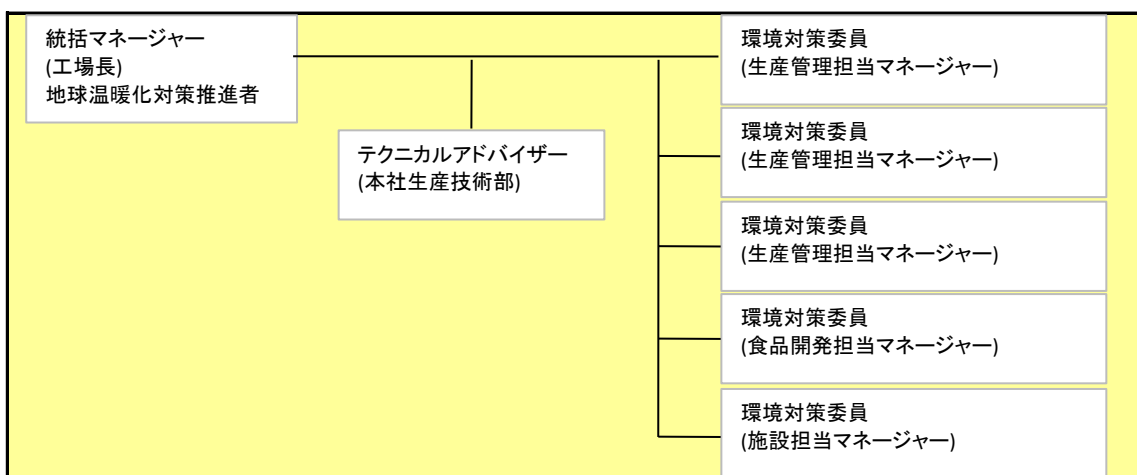 統括マネージャー
(工場長)
地球温暖化対策推進者
テクニカルアドバイザー
(本社生産技術部)
環境対策委員
(生産管理担当マネージャー)
環境対策委員
(生産管理担当マネージャー)
環境対策委員
(生産管理担当マネージャー)
環境対策委員
(食品開発担当マネージャー)
環境対策委員
(施設担当マネージャー)